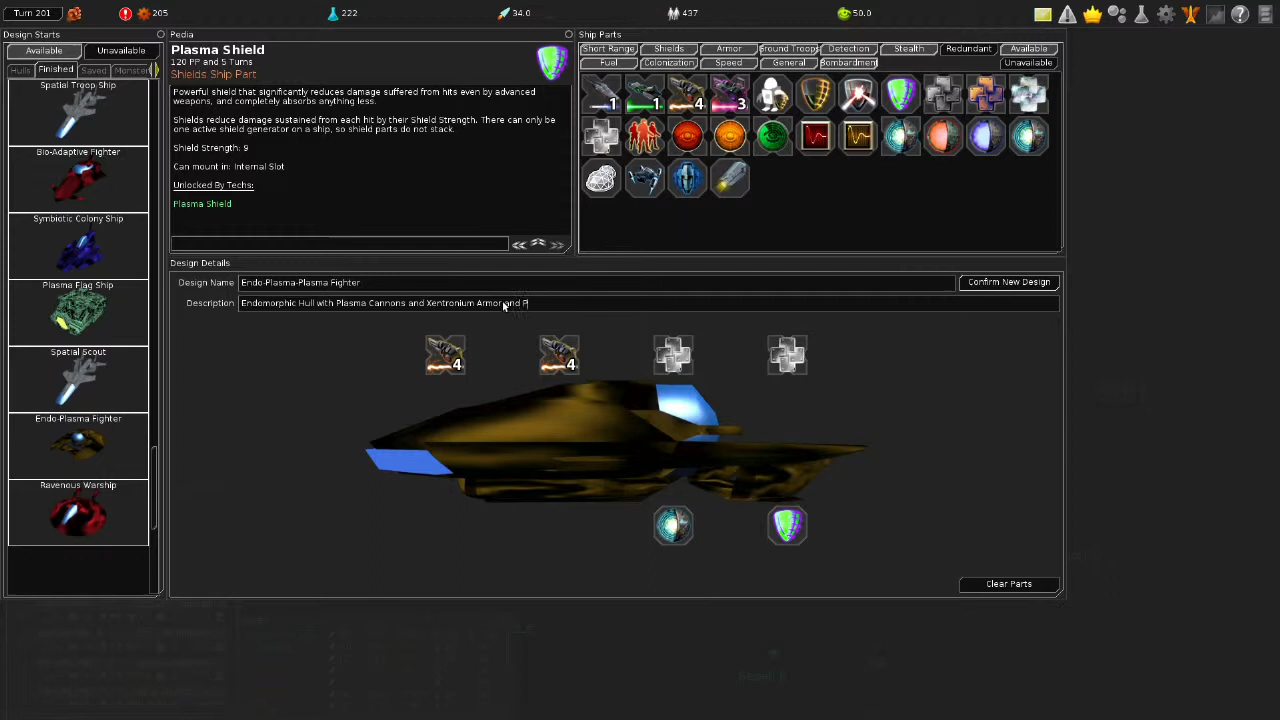 Turn 201
205
222
34.0
437
50.0
Design Starts
Available
Unavailable
Hulls
Finished
Saved
Monsters
Spatial Troop Ship
Bio-Adaptive Fighter
Symbiotic Colony Ship
Plasma Flag Ship
Spatial Scout
Endo-Plasma Fighter
Ravenous Warship
Pedia
Plasma Shield
120 PP and 5 Turns
Shields Ship Part
Powerful shield that significantly reduces damage suffered from hits even by advanced
weapons, and completely absorbs anything less.
Shields reduce damage sustained from each hit by their Shield Strength. There can only be
one active shield generator on a ship, so shield parts do not stack.
Shield Strength: 9
Can mount in: Internal Slot
Unlocked By Techs:
Plasma Shield
Ship Parts
Short Range
Shields
Armor
Ground Troops
Detection
Stealth
Redundant
Available
Fuel
Colonization
Speed
General
Bombardment
Unavailable
1
1
4
3
Design Details
Design Name
Endo-Plasma-Plasma Fighter
Confirm New Design
Description
Endomorphic Hull with Plasma Cannons and Xentronium Armor and P
4
4
Clear Parts